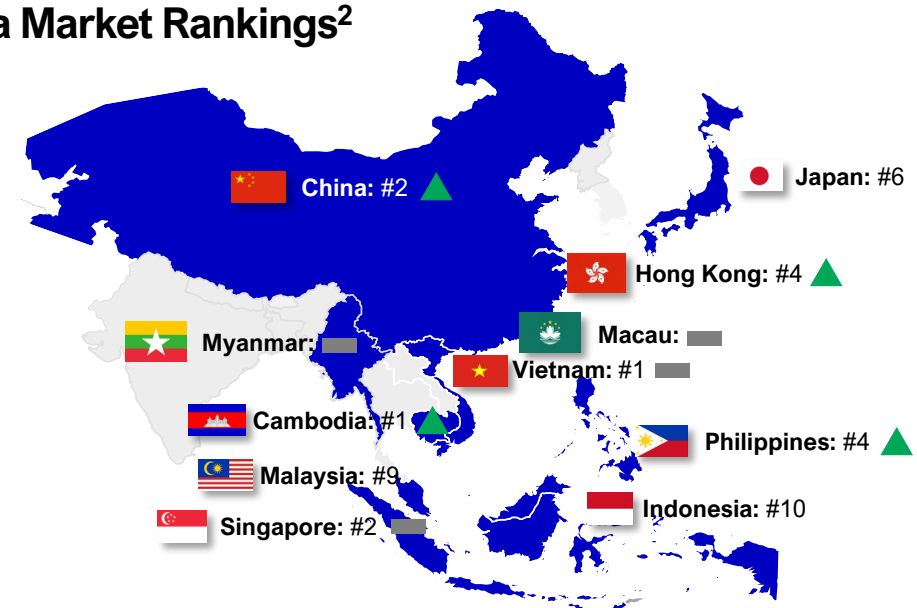 Market Rankings2
China: #2
Japan: #6
Hong Kong: #4
Macau:
Myanmar:
Vietnam: #1
Cambodia: #1
Philippines: #4
Malaysia: #9
Indonesia: #10
Singapore: #2